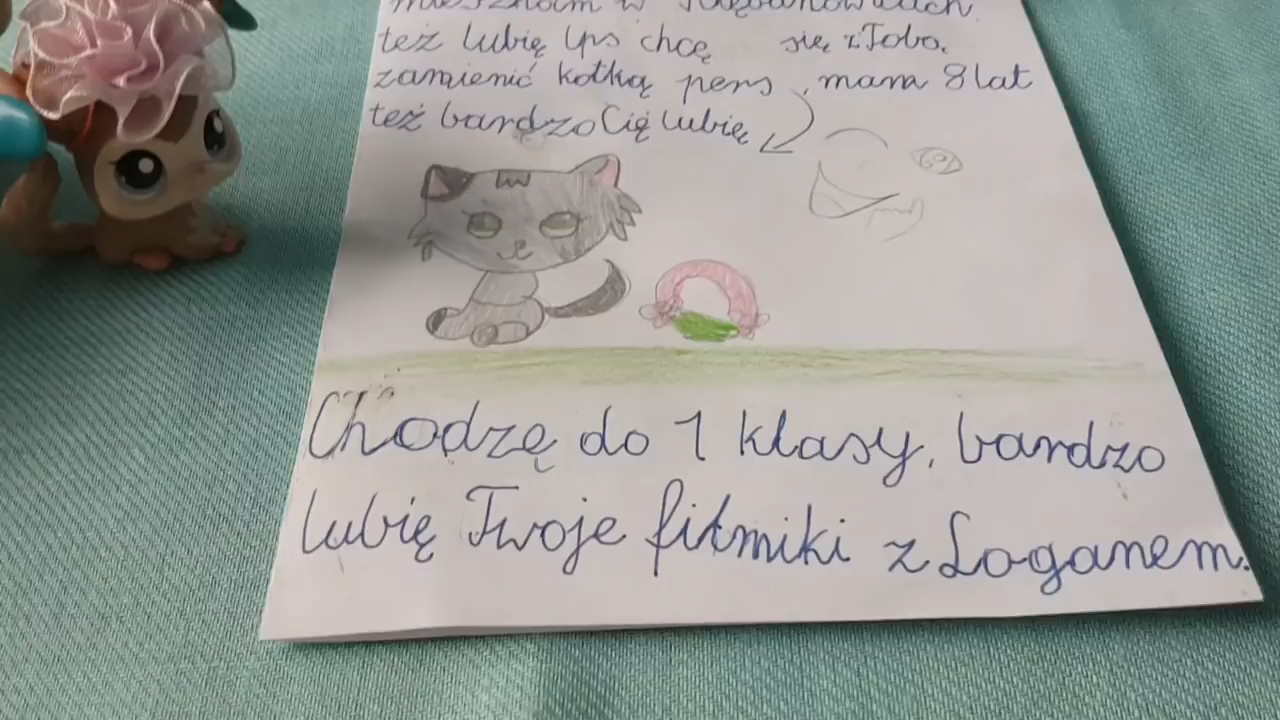 mieszkam w
też lubię lps chcę się z Tobą
zamienić kotką pers, mam 8 lat
też bardzo Cię lubię
Chodzę do 1 klasy, bardzo
lubię Twoje filmiki z Loganem.